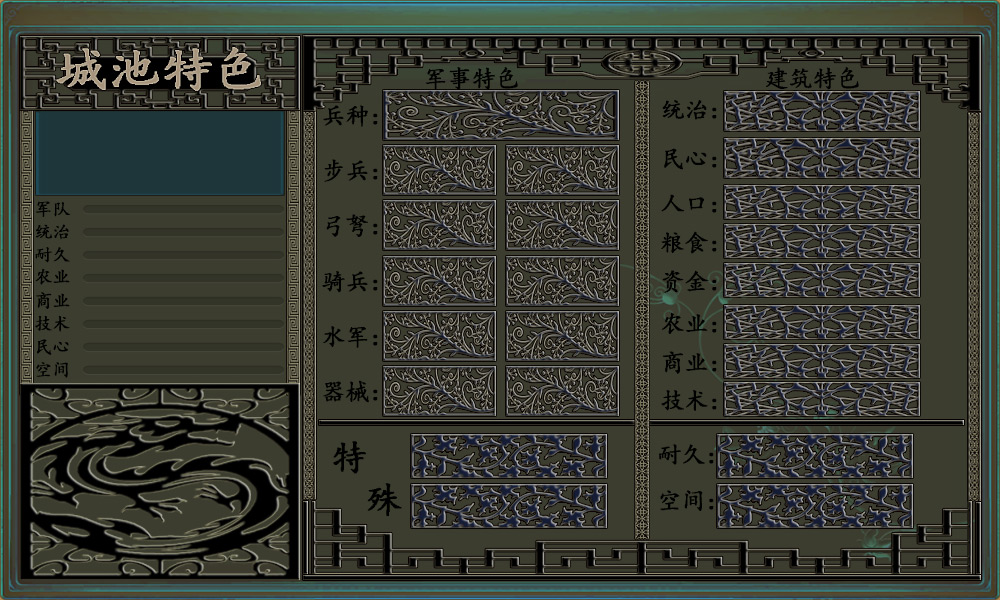 城池特色
军队
统治
耐久
农业
商业
技术
民心
空间
军事特色
兵种:
步兵:
弓弩:
骑兵:
水军:
器械:
特
殊
建筑特色
统治:
民心:
人口:
粮食:
资金:
农业:
商业:
技术:
耐久:
空间: